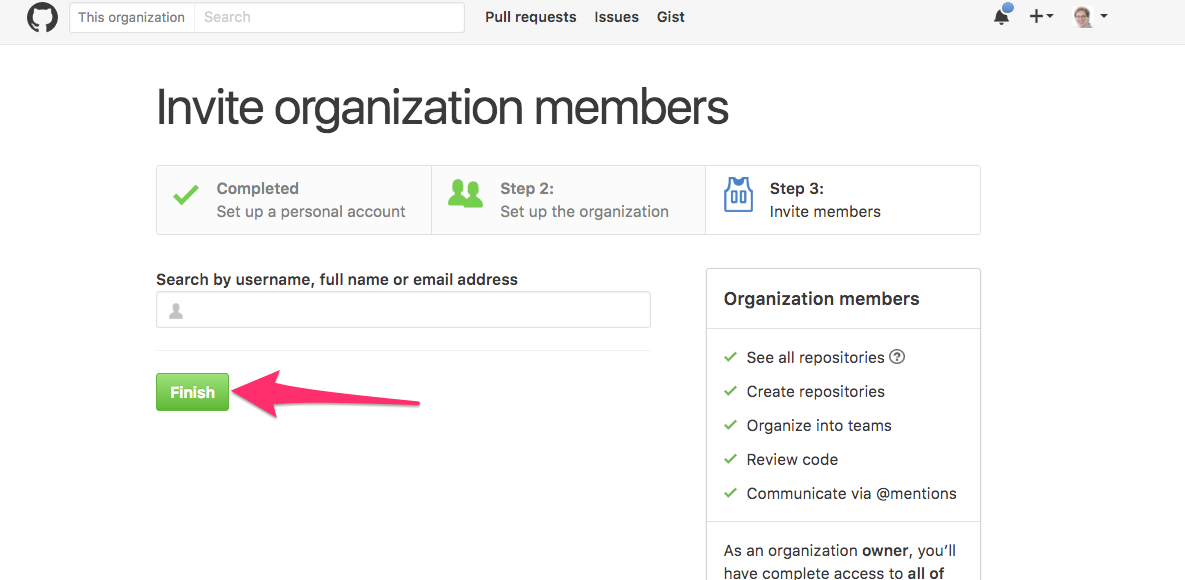 This organization Search Pull requests Issues Gist
Invite organization members
Completed
Set up a personal account
Step 2:
Set up the organization
Step 3:
Invite members
Search by username, full name or email address
Finish
Organization members
See all repositories
Create repositories
Organize into teams
Review code
Communicate via @mentions
As an organization owner, you'll
have complete access to all of